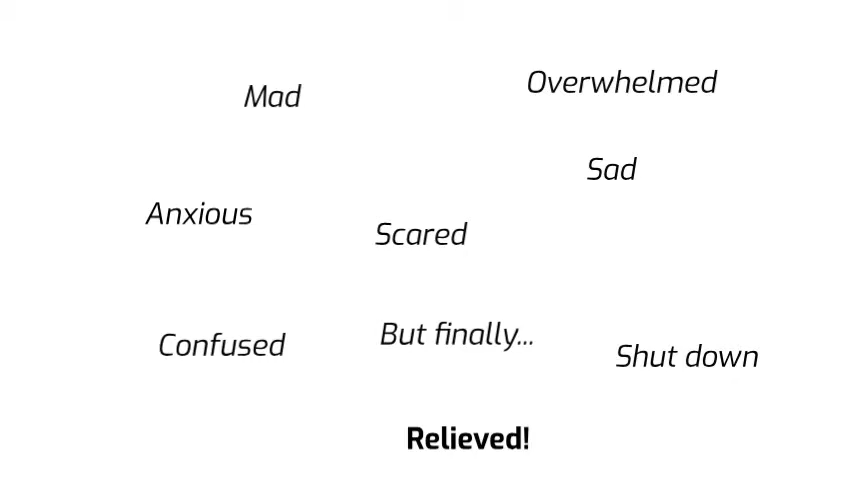 Mad
Overwhelmed
Sad
Anxious
Scared
Confused
But finally...
Shut down
Relieved!